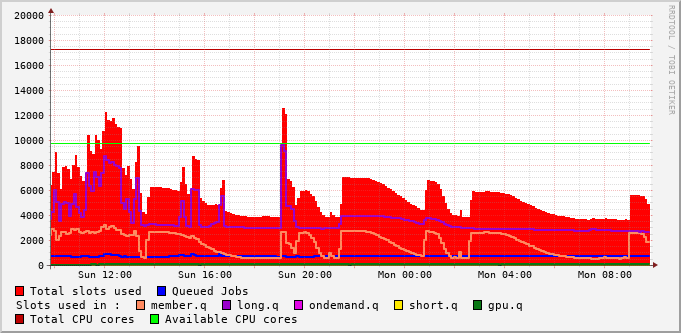 20000
18000
16000
14000
12000
10000
8000
6000
4000
2000
0
Sun 12:00 Sun 16:00 Sun 20:00 Mon 00:00 Mon 04:00 Mon 08:00
RRDTOOL / TOBI OETIKER
Total slots used Queued Jobs
Slots used in : member.q long.q ondemand.q short.q gpu.q
Total CPU cores Available CPU cores